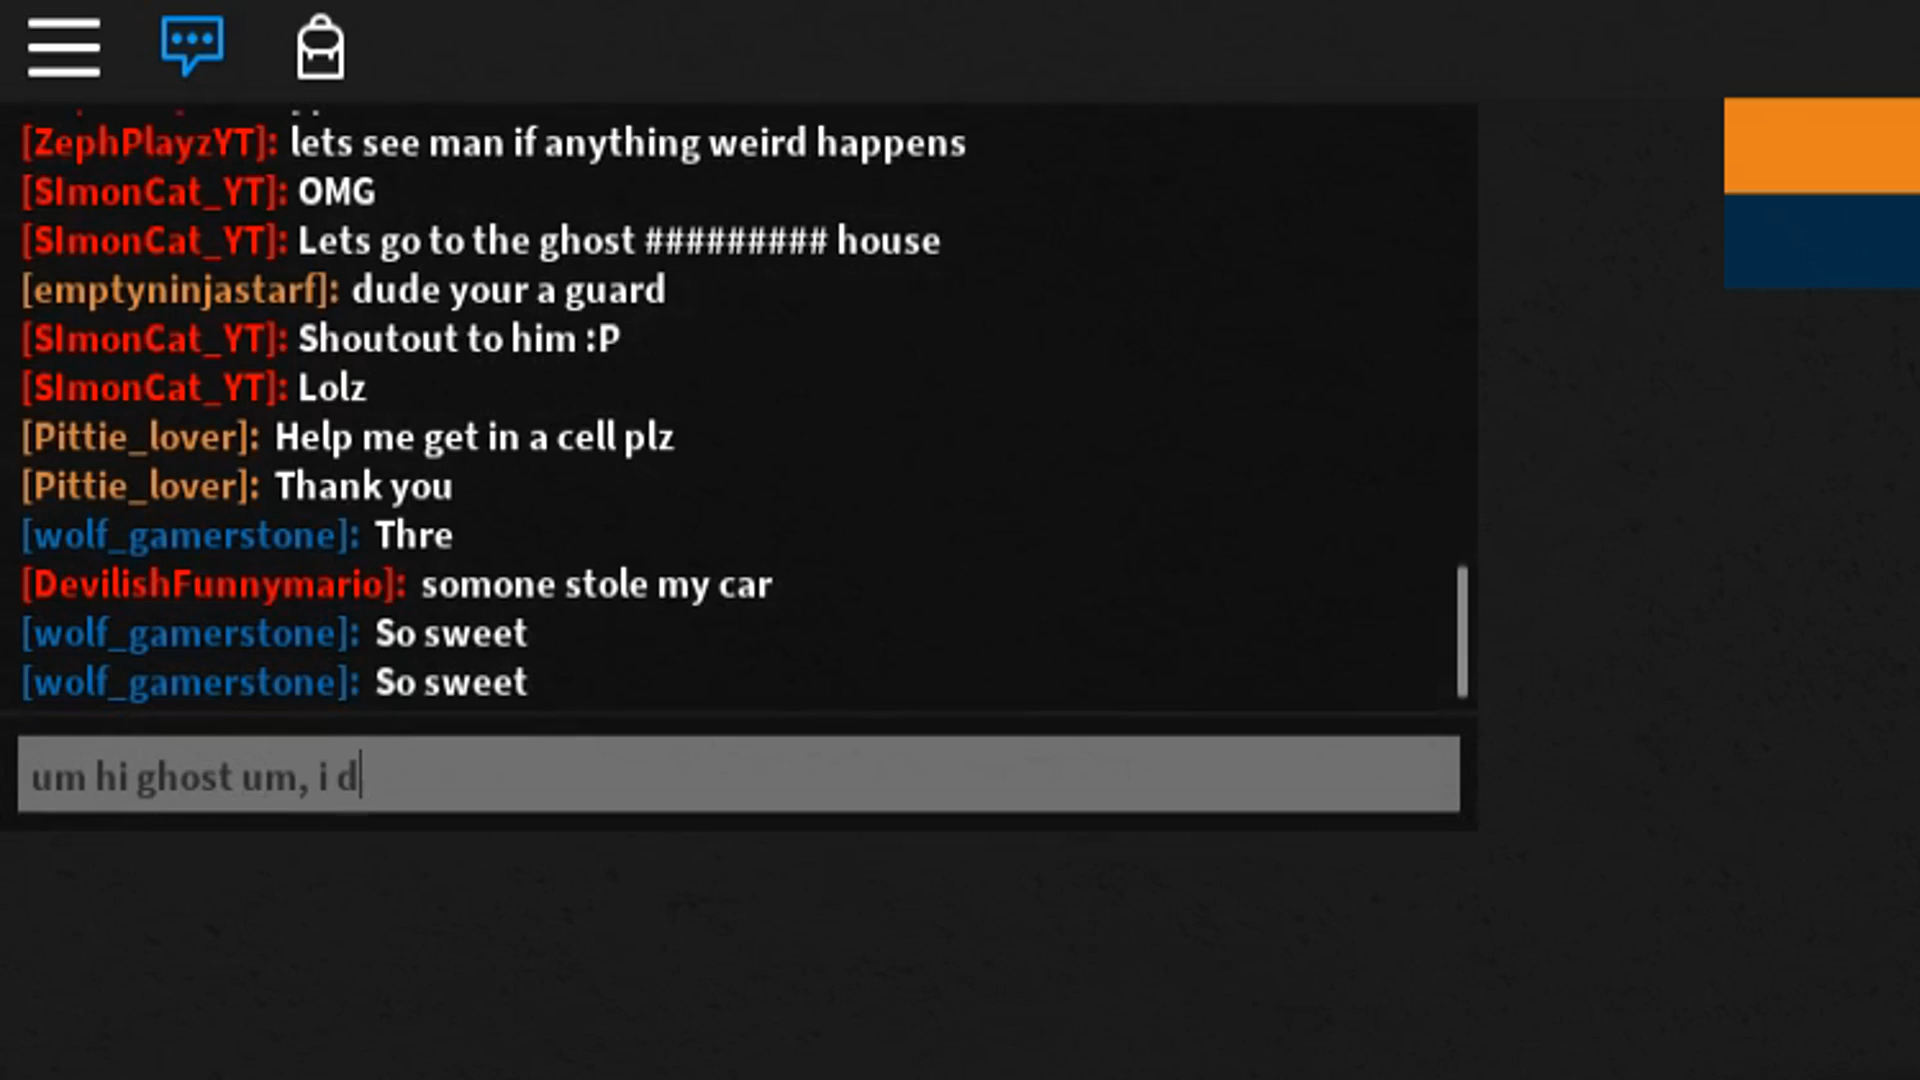 [ZephPlayzYT]: lets see man if anything weird happens
[SImonCat_YT]: OMG
[SImonCat_YT]: Lets go to the ghost ######### house
[emptyninjastarf]: dude your a guard
[SImonCat_YT]: Shoutout to him :P
[SImonCat_YT]: Lolz
[Pittie_lover]: Help me get in a cell plz
[Pittie_lover]: Thank you
[wolf_gamerstone]: Thre
[DevilishFunnymario]: somone stole my car
[wolf_gamerstone]: So sweet
[wolf_gamerstone]: So sweet
um hi ghost um, i d